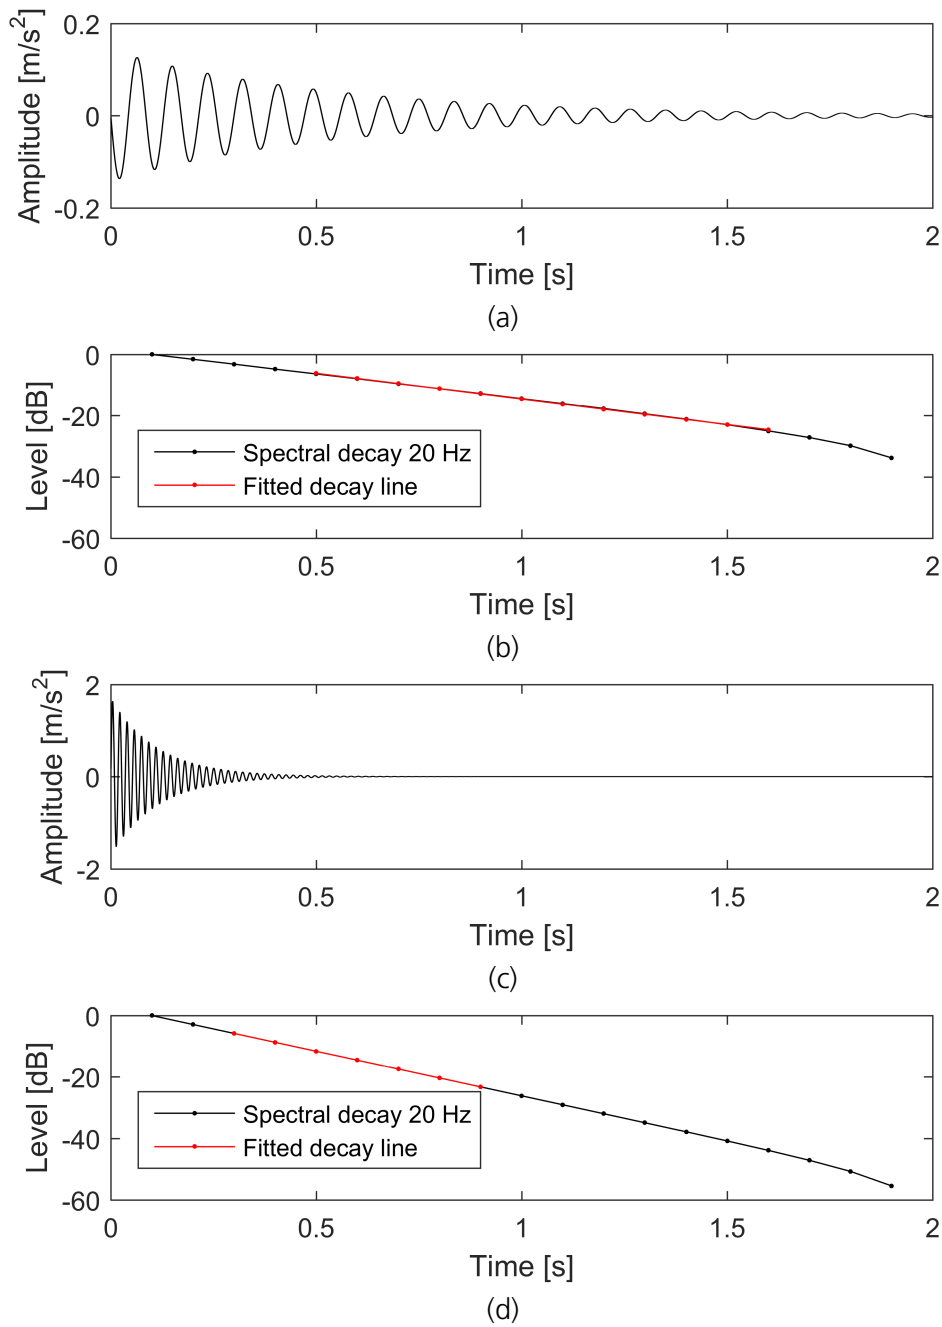 Amplitude [m/s2]
0.2
0
-0.2
0 0.5 1 1.5 2
Time [s]
(a)
Level [dB]
0
-20
-40
-60
Spectral decay 20 Hz
Fitted decay line
0 0.5 1 1.5 2
Time [s]
(b)
Amplitude [m/s2]
2
0
-2
0 0.5 1 1.5 2
Time [s]
(c)
Level [dB]
0
-20
-40
-60
Spectral decay 20 Hz
Fitted decay line
0 0.5 1 1.5 2
Time [s]
(d)